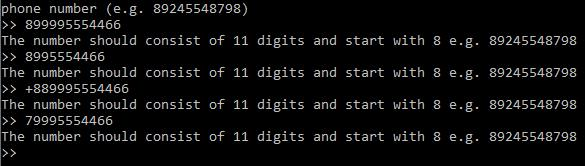 phone number (e.g. 89245548798)
>> 899995554466
The number should consist of 11 digits and start with 8 e.g. 89245548798
>> 8995554466
The number should consist of 11 digits and start with 8 e.g. 89245548798
>> +889995554466
The number should consist of 11 digits and start with 8 e.g. 89245548798
>> 79995554466
The number should consist of 11 digits and start with 8 e.g. 89245548798
>>